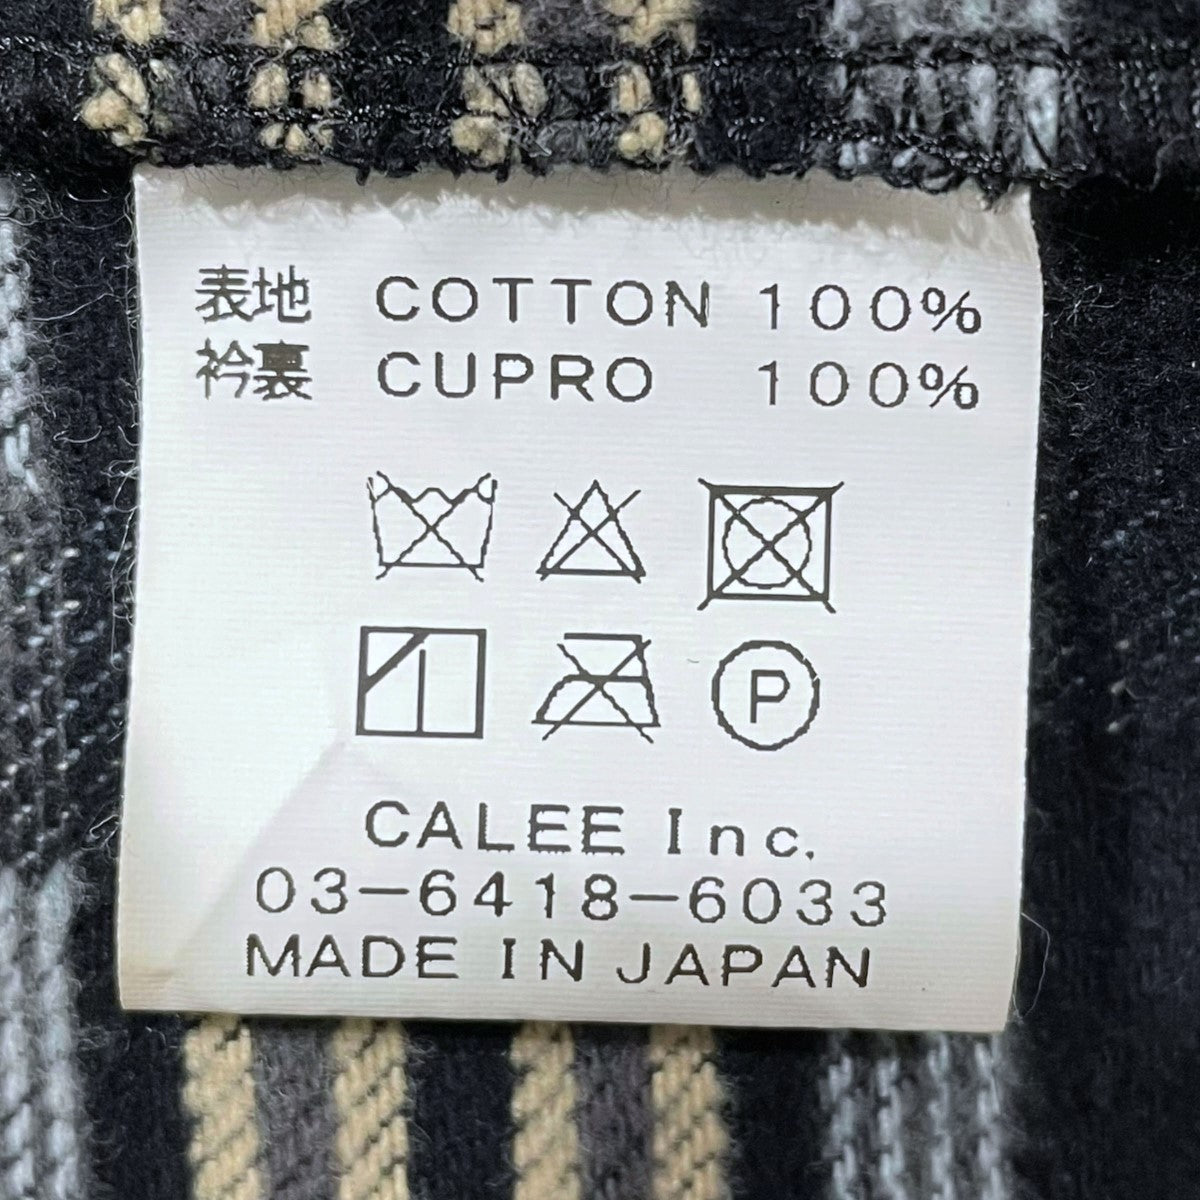 表地 COTTON 100%
衿裏 CUPRO 100%
P
CALEE Inc.
03-6418-6033
MADE IN JAPAN